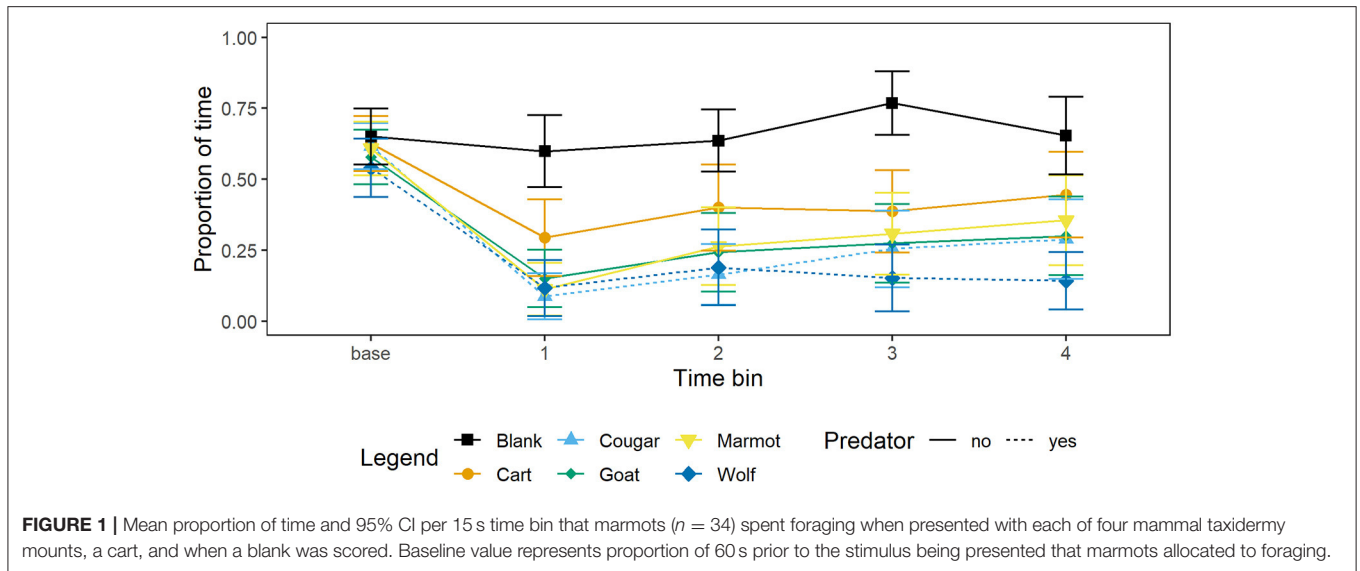 1.00
0.75
0.50
0.25
0.00
Proportion of time
base 1 2 3 4
Time bin
Legend Blank Cougar Marmot Predator no yes
Cart Goat Wolf
FIGURE 1 | Mean proportion of time and 95% CI per 15 s time bin that marmots (n = 34) spent foraging when presented with each of four mammal taxidermy
mounts, a cart, and when a blank was scored. Baseline value represents proportion of 60 s prior to the stimulus being presented that marmots allocated to foraging.